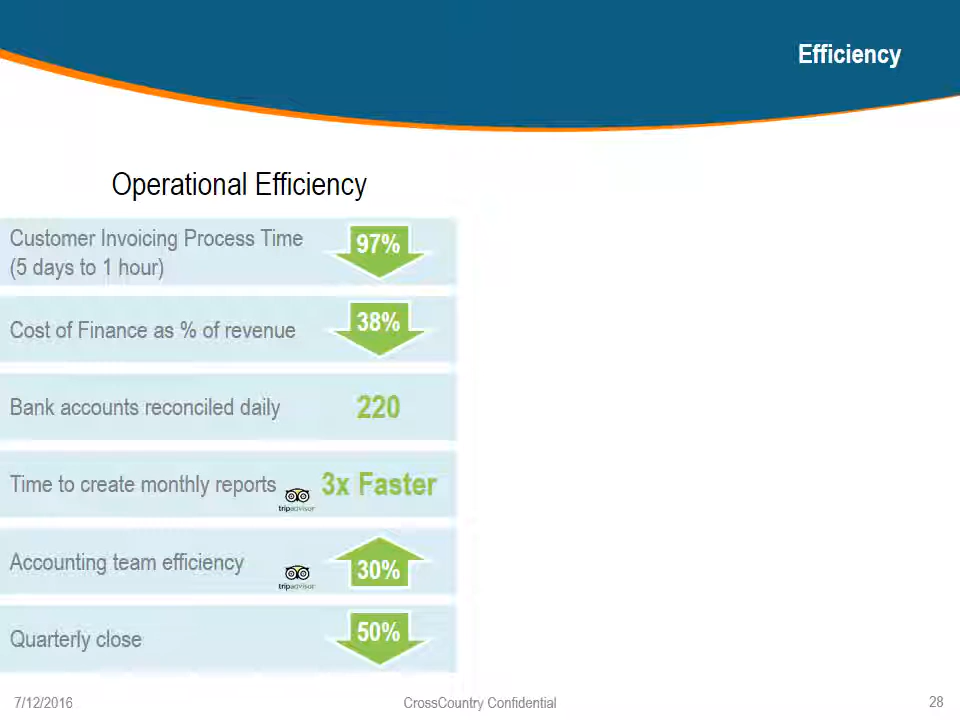 Efficiency
Operational Efficiency
Customer Invoicing Process Time
(5 days to 1 hour)
97%
Cost of Finance as % of revenue
38%
Bank accounts reconciled daily
220
Time to create monthly reports
tripadvisor
3x Faster
Accounting team efficiency
tripadvisor
30%
Quarterly close
50%
7/12/2016
CrossCountry Confidential
28